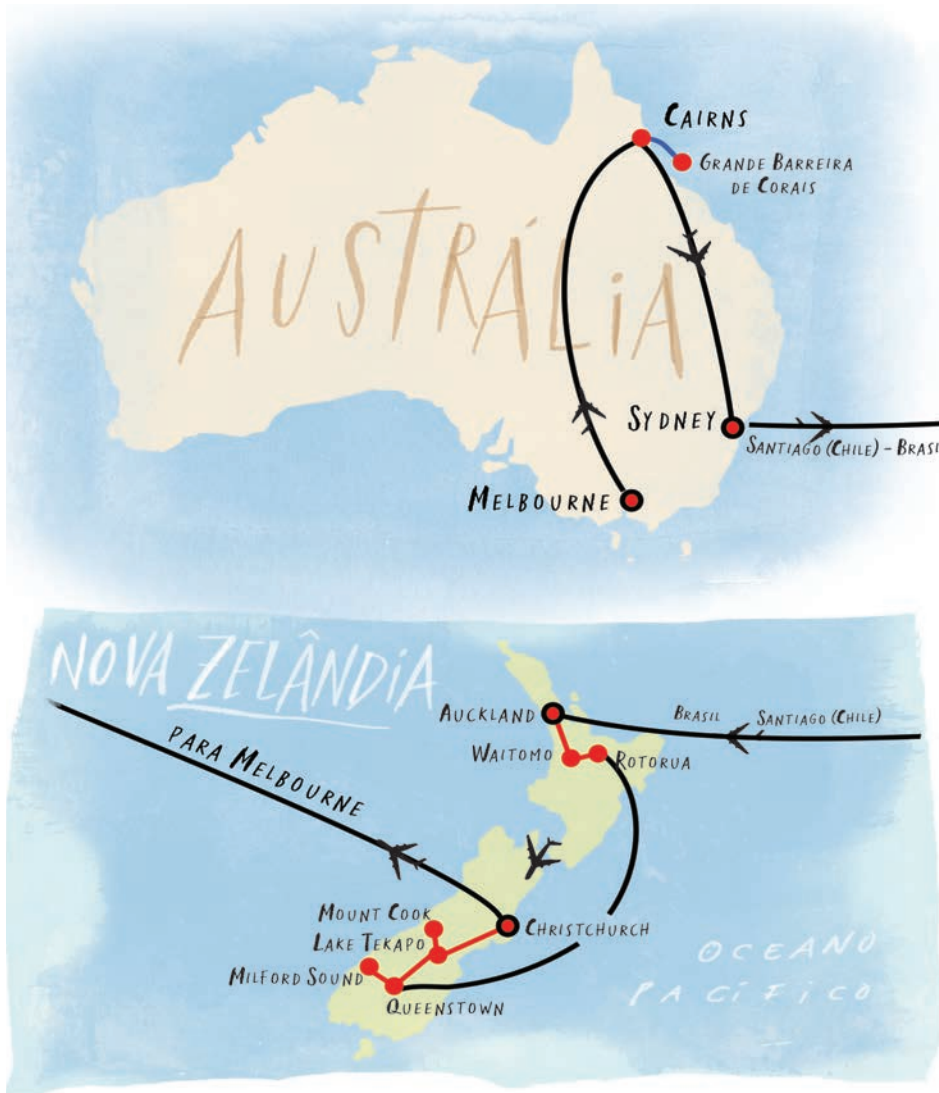 CAIRNS
GRANDE BARREIRA
DE CORAIS
AUSTRÁLIA
SYDNEY
SANTIAGO (CHILE) – BRASIL
MELBOURNE
NOVA ZELÂNDIA
AUCKLAND
BRASIL
SANTIAGO (CHILE)
PARA MELBOURNE
WAITOMO
ROTORUA
MOUNT COOK
CHRISTCHURCH
LAKE TEKAPO
MILFORD SOUND
QUEENSTOWN
OCEANO
PACÍFICO